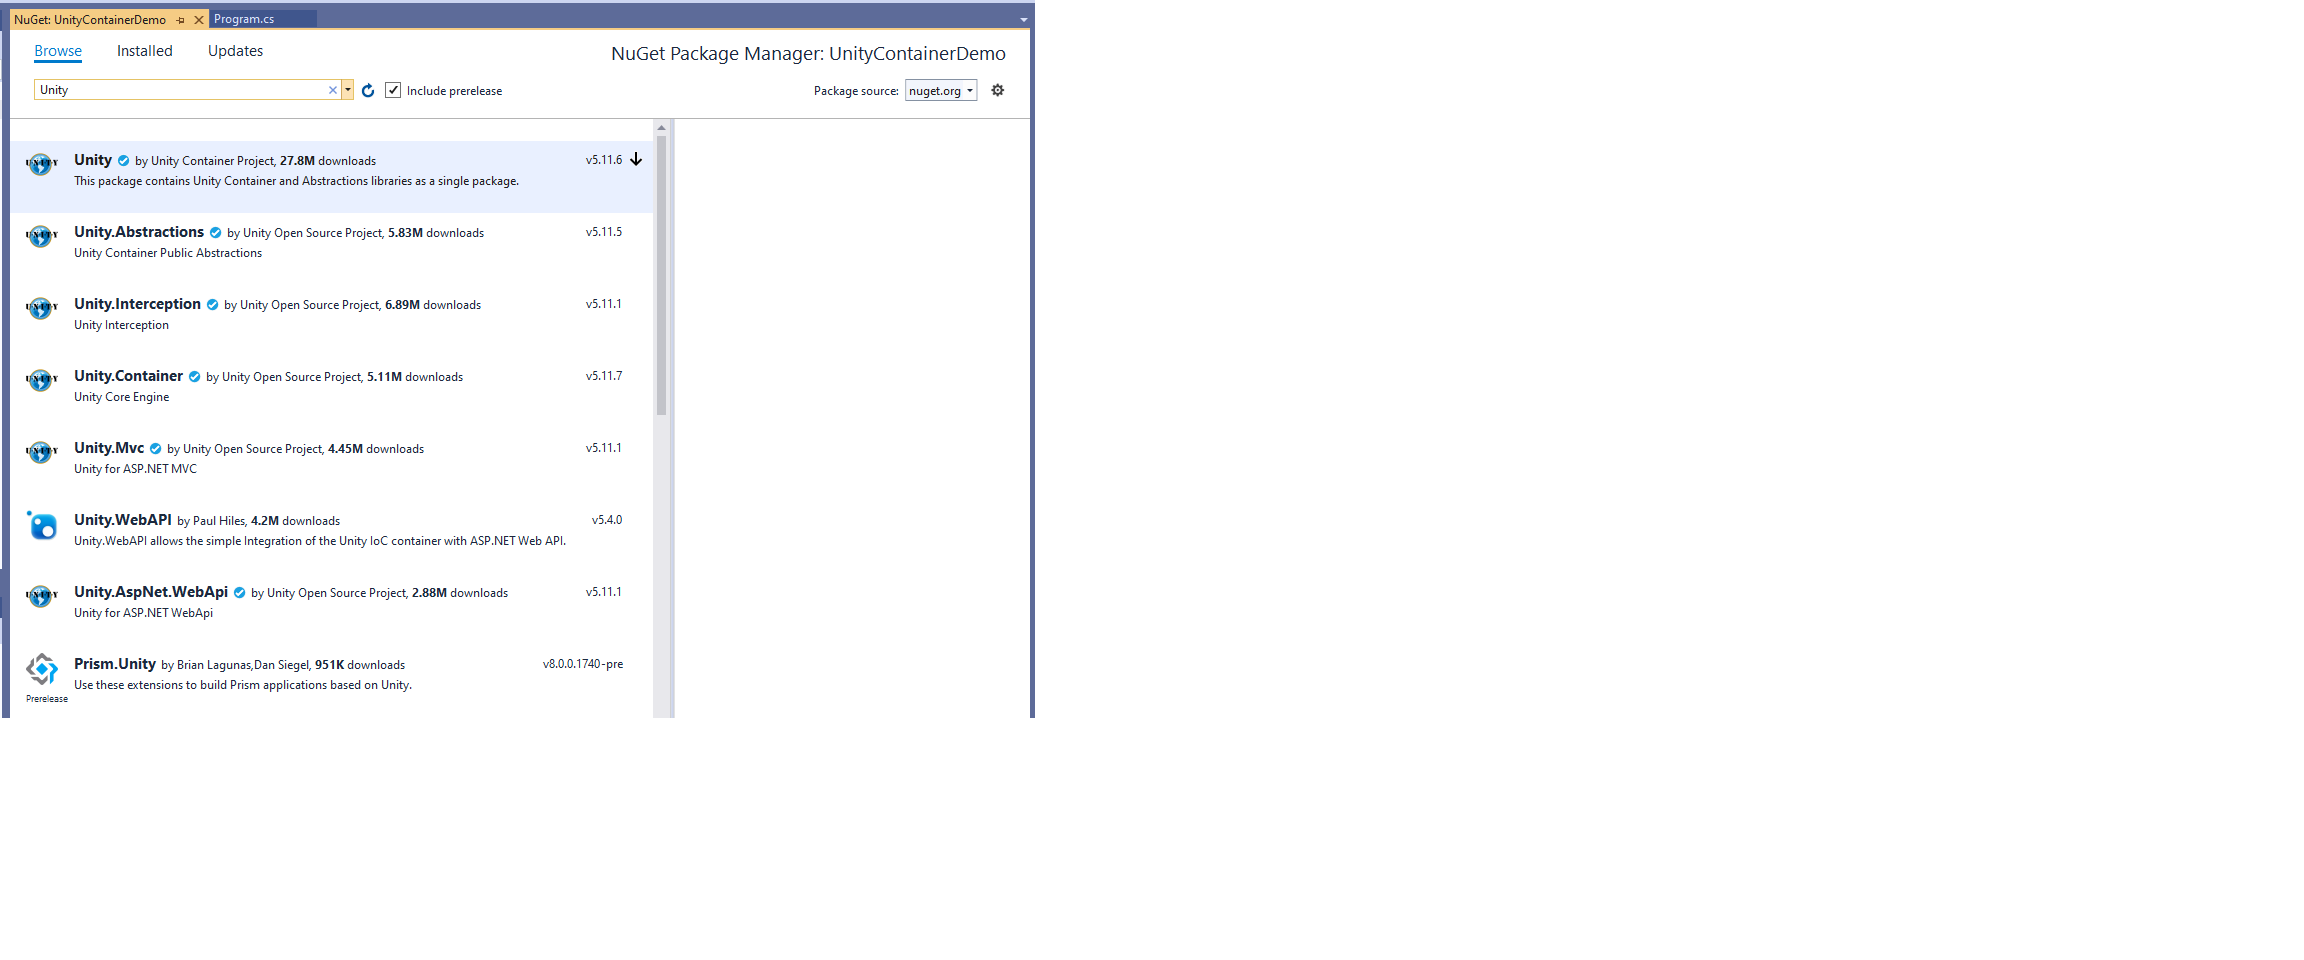 NuGet: UnityContainerDemo Program.cs
Browse Installed Updates NuGet Package Manager: UnityContainerDemo
Unity Include prerelease Package source: nuget.org
Unity by Unity Container Project, 27.8M downloads v5.11.6
This package contains Unity Container and Abstractions libraries as a single package.
Unity.Abstractions by Unity Open Source Project, 5.83M downloads v5.11.5
Unity Container Public Abstractions
Unity.Interception by Unity Open Source Project, 6.89M downloads v5.11.1
Unity Interception
Unity.Container by Unity Open Source Project, 5.11M downloads v5.11.7
Unity Core Engine
Unity.Mvc by Unity Open Source Project, 4.45M downloads v5.11.1
Unity for ASP.NET MVC
Unity.WebAPI by Paul Hiles, 4.2M downloads v5.4.0
Unity.WebAPI allows the simple Integration of the Unity IoC container with ASP.NET Web API.
Unity.AspNet.WebApi by Unity Open Source Project, 2.88M downloads v5.11.1
Unity for ASP.NET WebApi
Prism.Unity by Brian Lagunas,Dan Siegel, 951K downloads v8.0.0.1740-pre
Use these extensions to build Prism applications based on Unity.
Prerelease